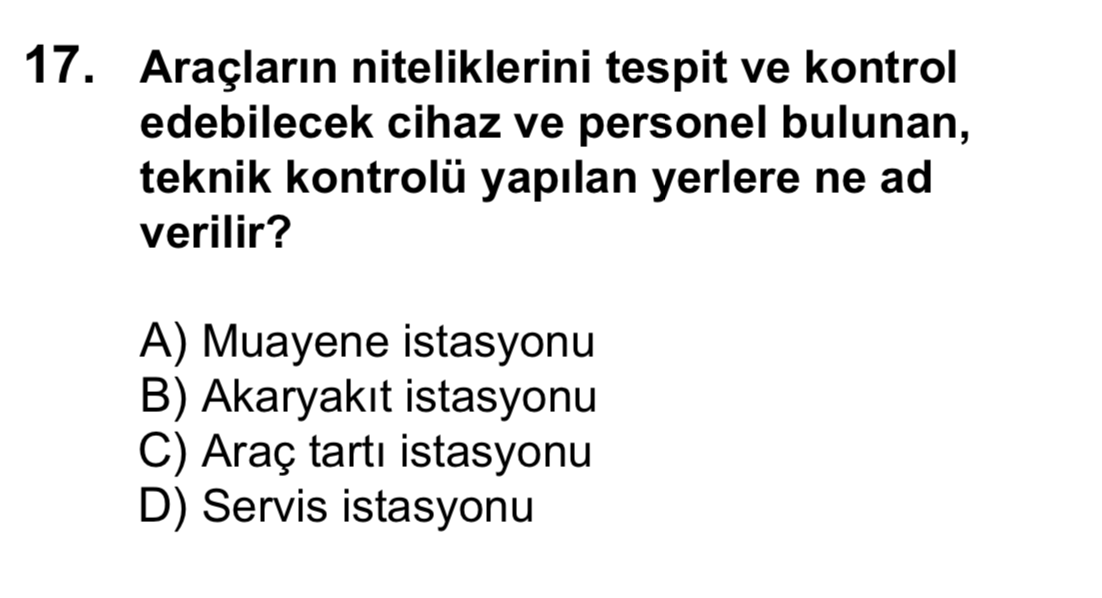 17. Araçların niteliklerini tespit ve kontrol
edebilecek cihaz ve personel bulunan,
teknik kontrolü yapılan yerlere ne ad
verilir?
A) Muayene istasyonu
B) Akaryakıt istasyonu
C) Araç tartı istasyonu
D) Servis istasyonu